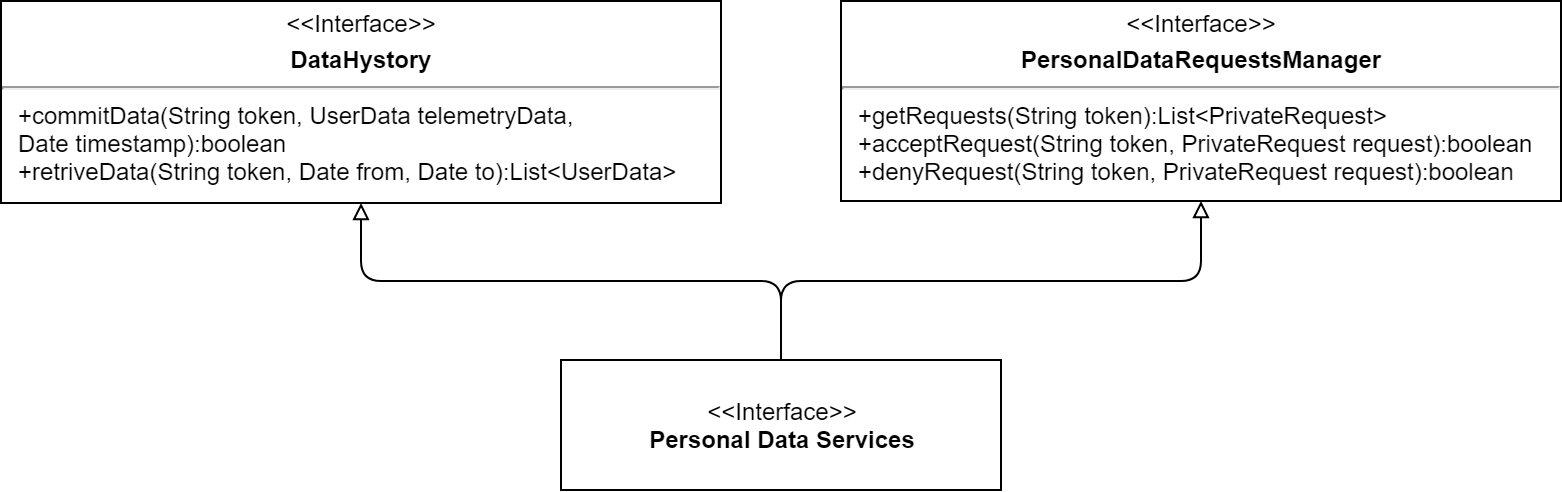 <<Interface>>
DataHystory
+commitData(String token, UserData telemetryData,
Date timestamp):boolean
+retriveData(String token, Date from, Date to):List<UserData>
<<Interface>>
PersonalDataRequestsManager
+getRequests(String token):List<PrivateRequest>
+acceptRequest(String token, PrivateRequest request):boolean
+denyRequest(String token, PrivateRequest request):boolean
<<Interface>>
Personal Data Services